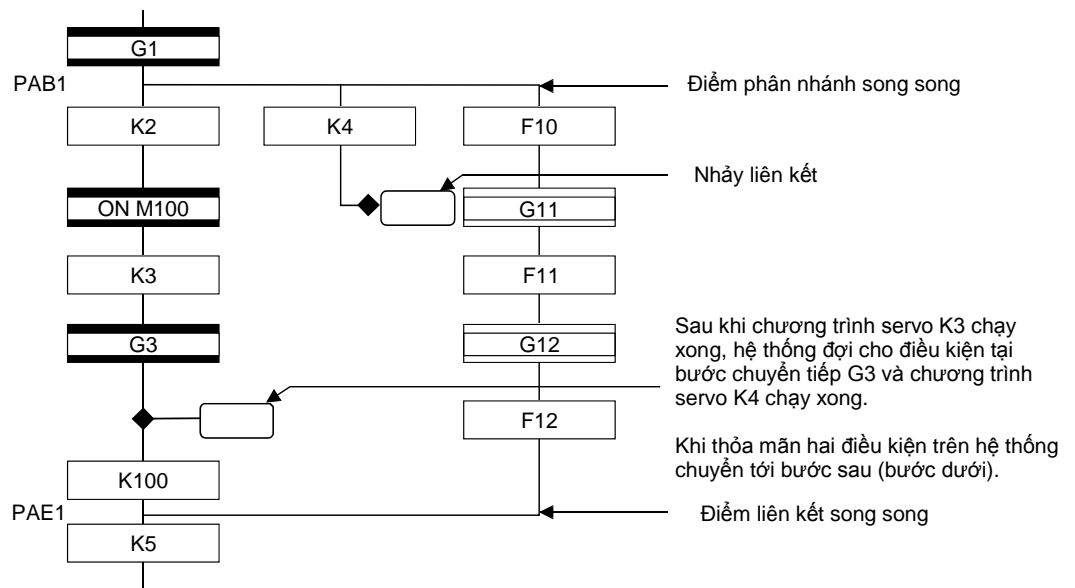 G1
PAB1
Điểm phân nhánh song song
K2
K4
F10
Nhảy liên kết
ON M100
G11
K3
F11
G3
G12
Sau khi chương trình servo K3 chạy
xong, hệ thống đợi cho điều kiện tại
bước chuyển tiếp G3 và chương trình
servo K4 chạy xong.
F12
Khi thỏa mãn hai điều kiện trên hệ thống
chuyển tới bước sau (bước dưới).
K100
PAE1
Điểm liên kết song song
K5